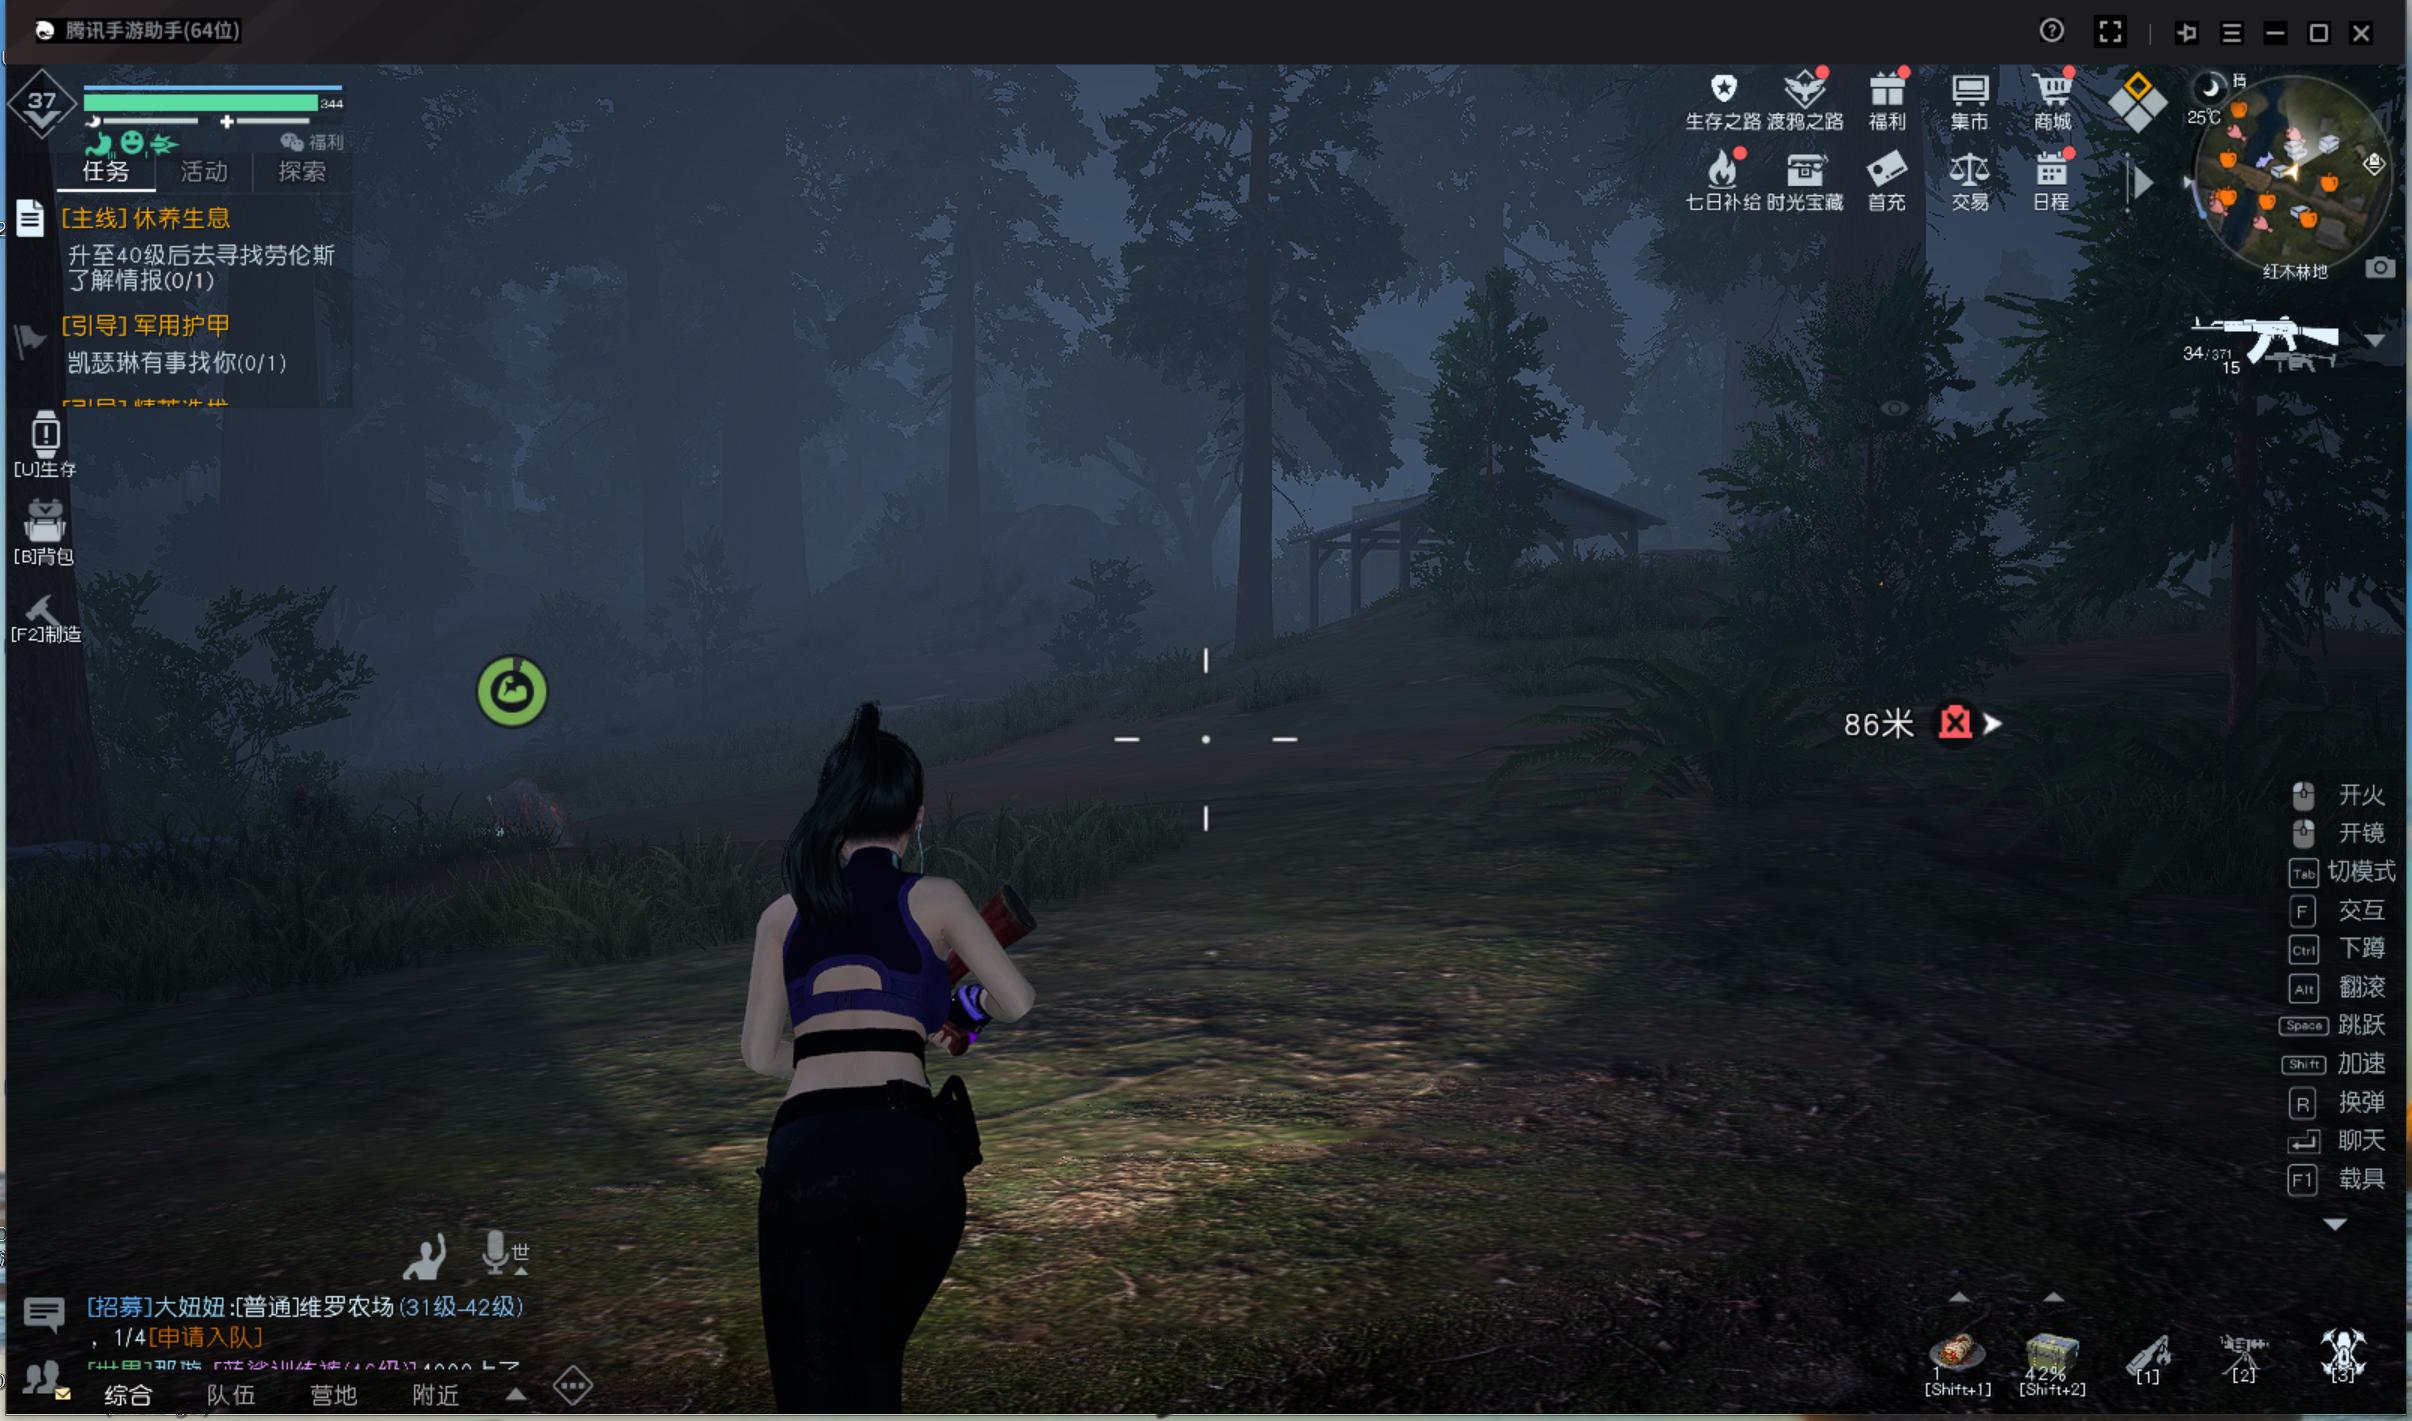 腾讯手游助手(64位)
37
344
福利
任务 活动 探索
[主线] 休养生息
升至40级后去寻找劳伦斯
了解情报(0/1)
[引导] 军用护甲
凯瑟琳有事找你(0/1)
[U]生存
[B]背包
[F2]制造
生存之路 渡鸦之路 福利 集市 商城
七日补给 时光宝藏 首充 交易 日程
25℃
红木林地
34/371
15
86米
开火
开镜
Tab 切模式
F 交互
Ctrl 下蹲
Alt 翻滚
Space 跳跃
Shift 加速
R 换弹
聊天
F1 载具
世
[招募]大妞妞:[普通]维罗农场(31级-42级)
，1/4[申请入队]
综合 队伍 营地 附近
1
[Shift+1]
42%
[Shift+2]
[1]
[2]
[3]